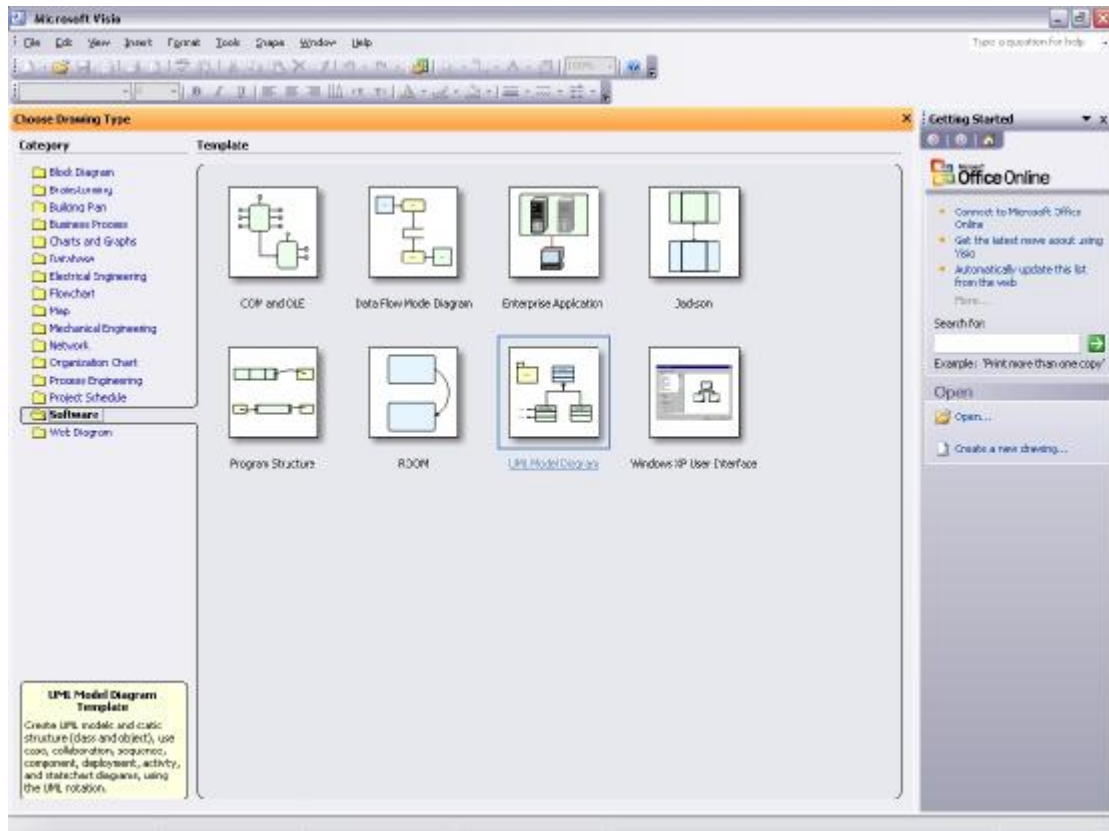 Microsoft Visio
File Edit View Insert Format Tools Shape Window Help
Type a question for help
100%
Choose Drawing Type
Getting Started
Category
Template
Block Diagram
Brainstorming
Building Plan
Business Process
Charts and Graphs
Database
Electrical Engineering
Flowchart
Map
Mechanical Engineering
Network
Organization Chart
Process Engineering
Project Schedule
Software
Web Diagram
COM and OLE
Data Flow Mode Diagram
Enterprise Application
Jackson
Program Structure
ROOM
UML Model Diagram
Windows XP User Interface
Microsoft
Office Online
Connect to Microsoft Office
Online
Get the latest news about using
Visio
Automatically update this list
from the web
More...
Search for:
Example: "Print more than one copy"
Open
Open...
Create a new drawing...
UML Model Diagram
Template
Create UML models and static
structure (class and object), use
case, collaboration, sequence,
component, deployment, activity,
and statechart diagrams, using
the UML notation.